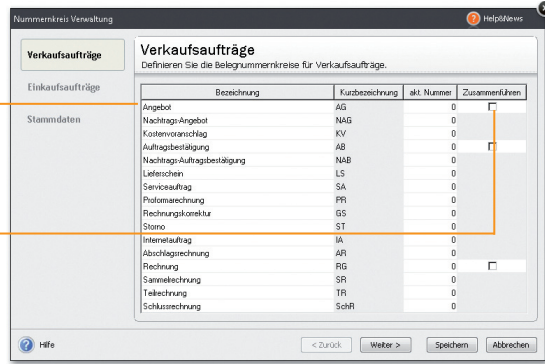 Nummernkreis Verwaltung
Help&News
Verkaufsaufträge
Einkaufsaufträge
Stammdaten
Verkaufsaufträge
Definieren Sie die Belegnummernkreise für Verkaufsaufträge.
Bezeichnung Kurzbezeichnung akt. Nummer Zusammenführen
Angebot AG 0
Nachtrags-Angebot NAG 0
Kostenvoranschlag KV 0
Auftragsbestätigung AB 0
Nachtrags-Auftragsbestätigung NAB 0
Lieferschein LS 0
Serviceauftrag SA 0
Proformarechnung PR 0
Rechnungskorrektur GS 0
Storno ST 0
Internetauftrag IA 0
Abschlagsrechnung AR 0
Rechnung RG 0
Sammelrechnung SR 0
Teilrechnung TR 0
Schlussrechnung SchR 0
Hilfe
< Zurück
Weiter >
Speichern
Abbrechen